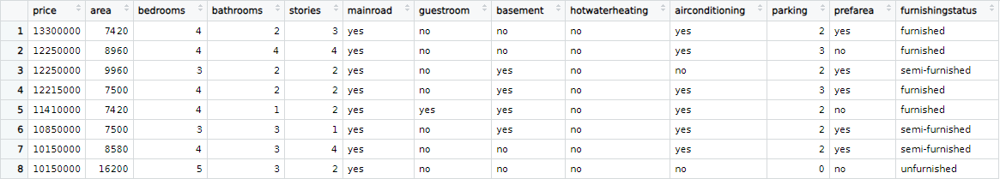 price area bedrooms bathrooms stories mainroad guestroom basement hotwaterheating airconditioning parking prefarea furnishingstatus
1 13300000 7420 4 2 3 yes no no no yes 2 yes furnished
2 12250000 8960 4 4 4 yes no no no yes 3 no furnished
3 12250000 9960 3 2 2 yes no yes no no 2 yes semi-furnished
4 12215000 7500 4 2 2 yes no yes no yes 3 yes furnished
5 11410000 7420 4 1 2 yes yes yes no yes 2 no furnished
6 10850000 7500 3 3 1 yes no yes no yes 2 yes semi-furnished
7 10150000 8580 4 3 4 yes no no no yes 2 yes semi-furnished
8 10150000 16200 5 3 2 yes no no no no 0 no unfurnished